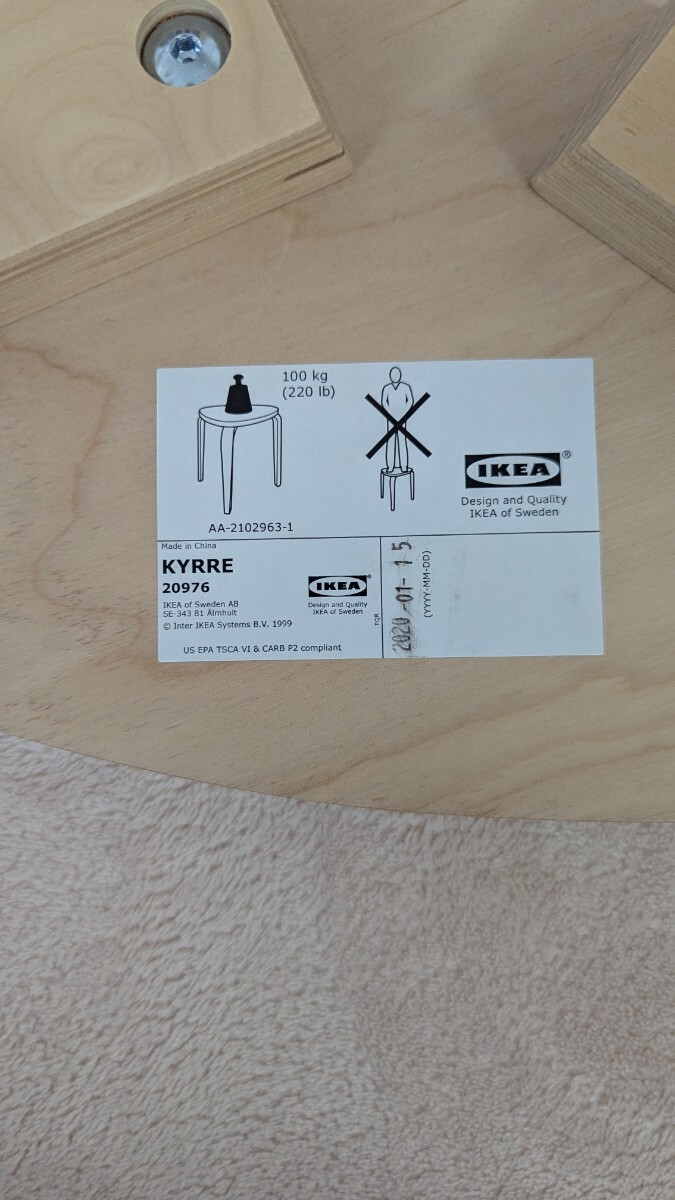 100 kg
(220 lb)
AA-2102963-1
IKEA®
Design and Quality
IKEA of Sweden
Made in China
KYRRE
20976
IKEA of Sweden AB
SE-343 81 Älmhult
© Inter IKEA Systems B.V. 1999
US EPA TSCA VI & CARB P2 compliant
IKEA®
Design and Quality
IKEA of Sweden
FQR
2020-01-15
(YYYY-MM-DD)